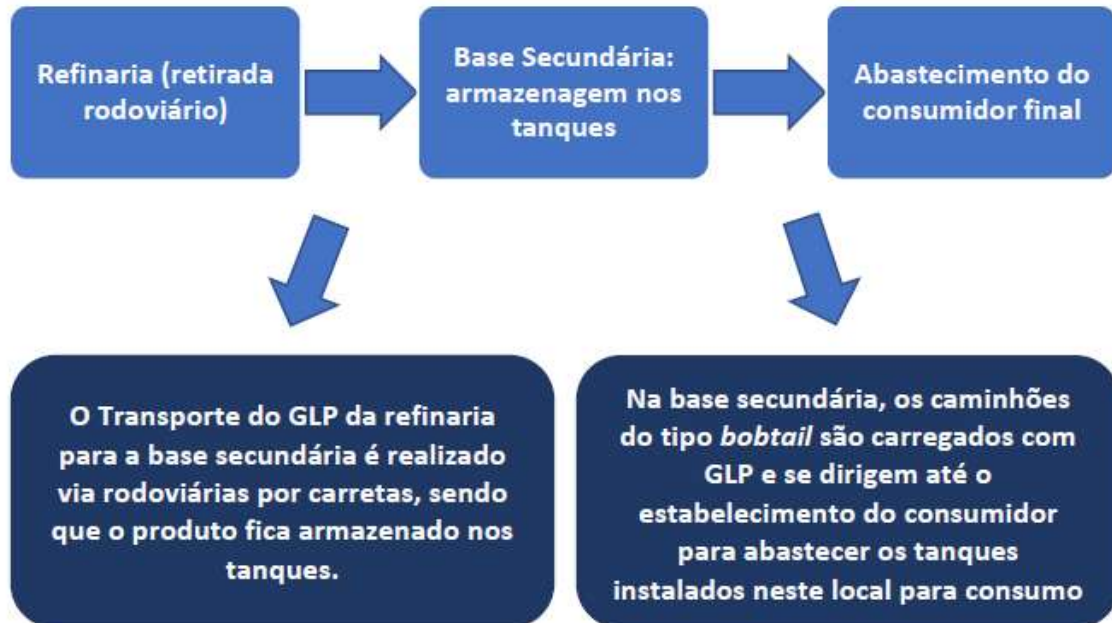 Refinaria (retirada
rodoviário)
Base Secundária:
armazenagem nos
tanques
Abastecimento do
consumidor final
O Transporte do GLP da refinaria
para a base secundária é realizado
via rodoviárias por carretas, sendo
que o produto fica armazenado nos
tanques.
Na base secundária, os caminhões
do tipo bobtail são carregados com
GLP e se dirigem até o
estabelecimento do consumidor
para abastecer os tanques
instalados neste local para consumo